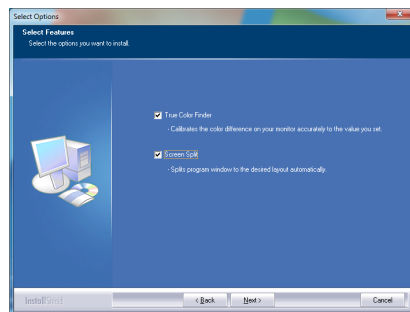 Select Options
Select Features
Select the options you want to install.
True Color Finder
- Calibrates the color difference on your monitor accurately to the value you set.
Screen Split
- Splits program window to the desired layout automatically.
InstallShield
< Back
Next >
Cancel